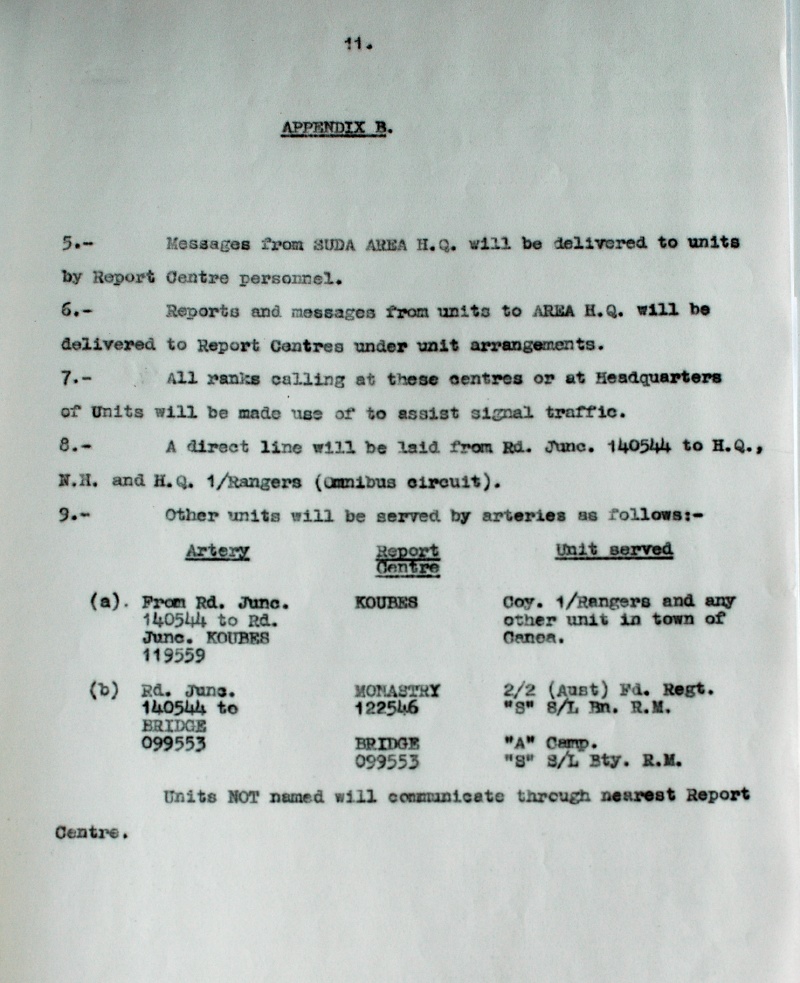 11.
APPENDIX B.
5.- Messages from SUDA AREA H.Q. will be delivered to units
by Report Centre personnel.
6.- Reports and messages from units to AREA H.Q. will be
delivered to Report Centres under unit arrangements.
7.- All ranks calling at these centres or at Headquarters
of Units will be made use of to assist signal traffic.
8.- A direct line will be laid from Rd. Junc. 140544 to H.Q.,
N.H. and H.Q. 1/Rangers (omnibus circuit).
9.- Other units will be served by arteries as follows:-
Artery Report Unit served
Centre
(a). From Rd. Junc. KOUBES Coy. 1/Rangers and any
140544 to Rd. other unit in town of
Junc. KOUBES Canea.
119559
(b) Rd. Junc. MONASTRY 2/2 (Aust) Fd. Regt.
140544 to 122546 "S" S/L Bn. R.M.
BRIDGE
099553 BRIDGE "A" Camp.
099553 "S" S/L Bty. R.M.
Units NOT named will communicate through nearest Report
Centre.